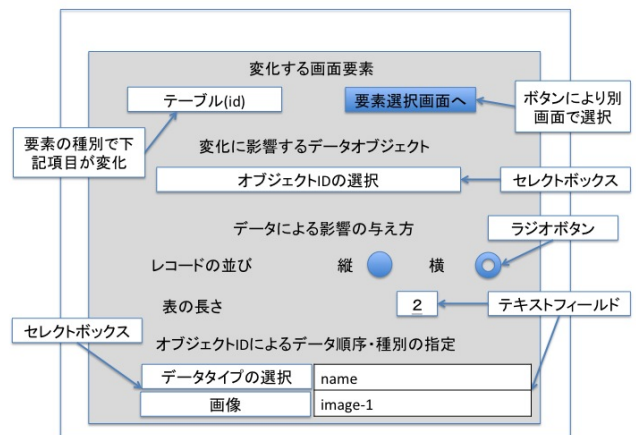 変化する画面要素
テーブル(id)
要素選択画面へ
ボタンにより別
画面で選択
要素の種別で下
記項目が変化
変化に影響するデータオブジェクト
オブジェクトIDの選択
セレクトボックス
データによる影響の与え方
ラジオボタン
レコードの並び 縦 横
表の長さ 2
テキストフィールド
セレクトボックス
オブジェクトIDによるデータ順序・種別の指定
データタイプの選択 name
画像 image-1